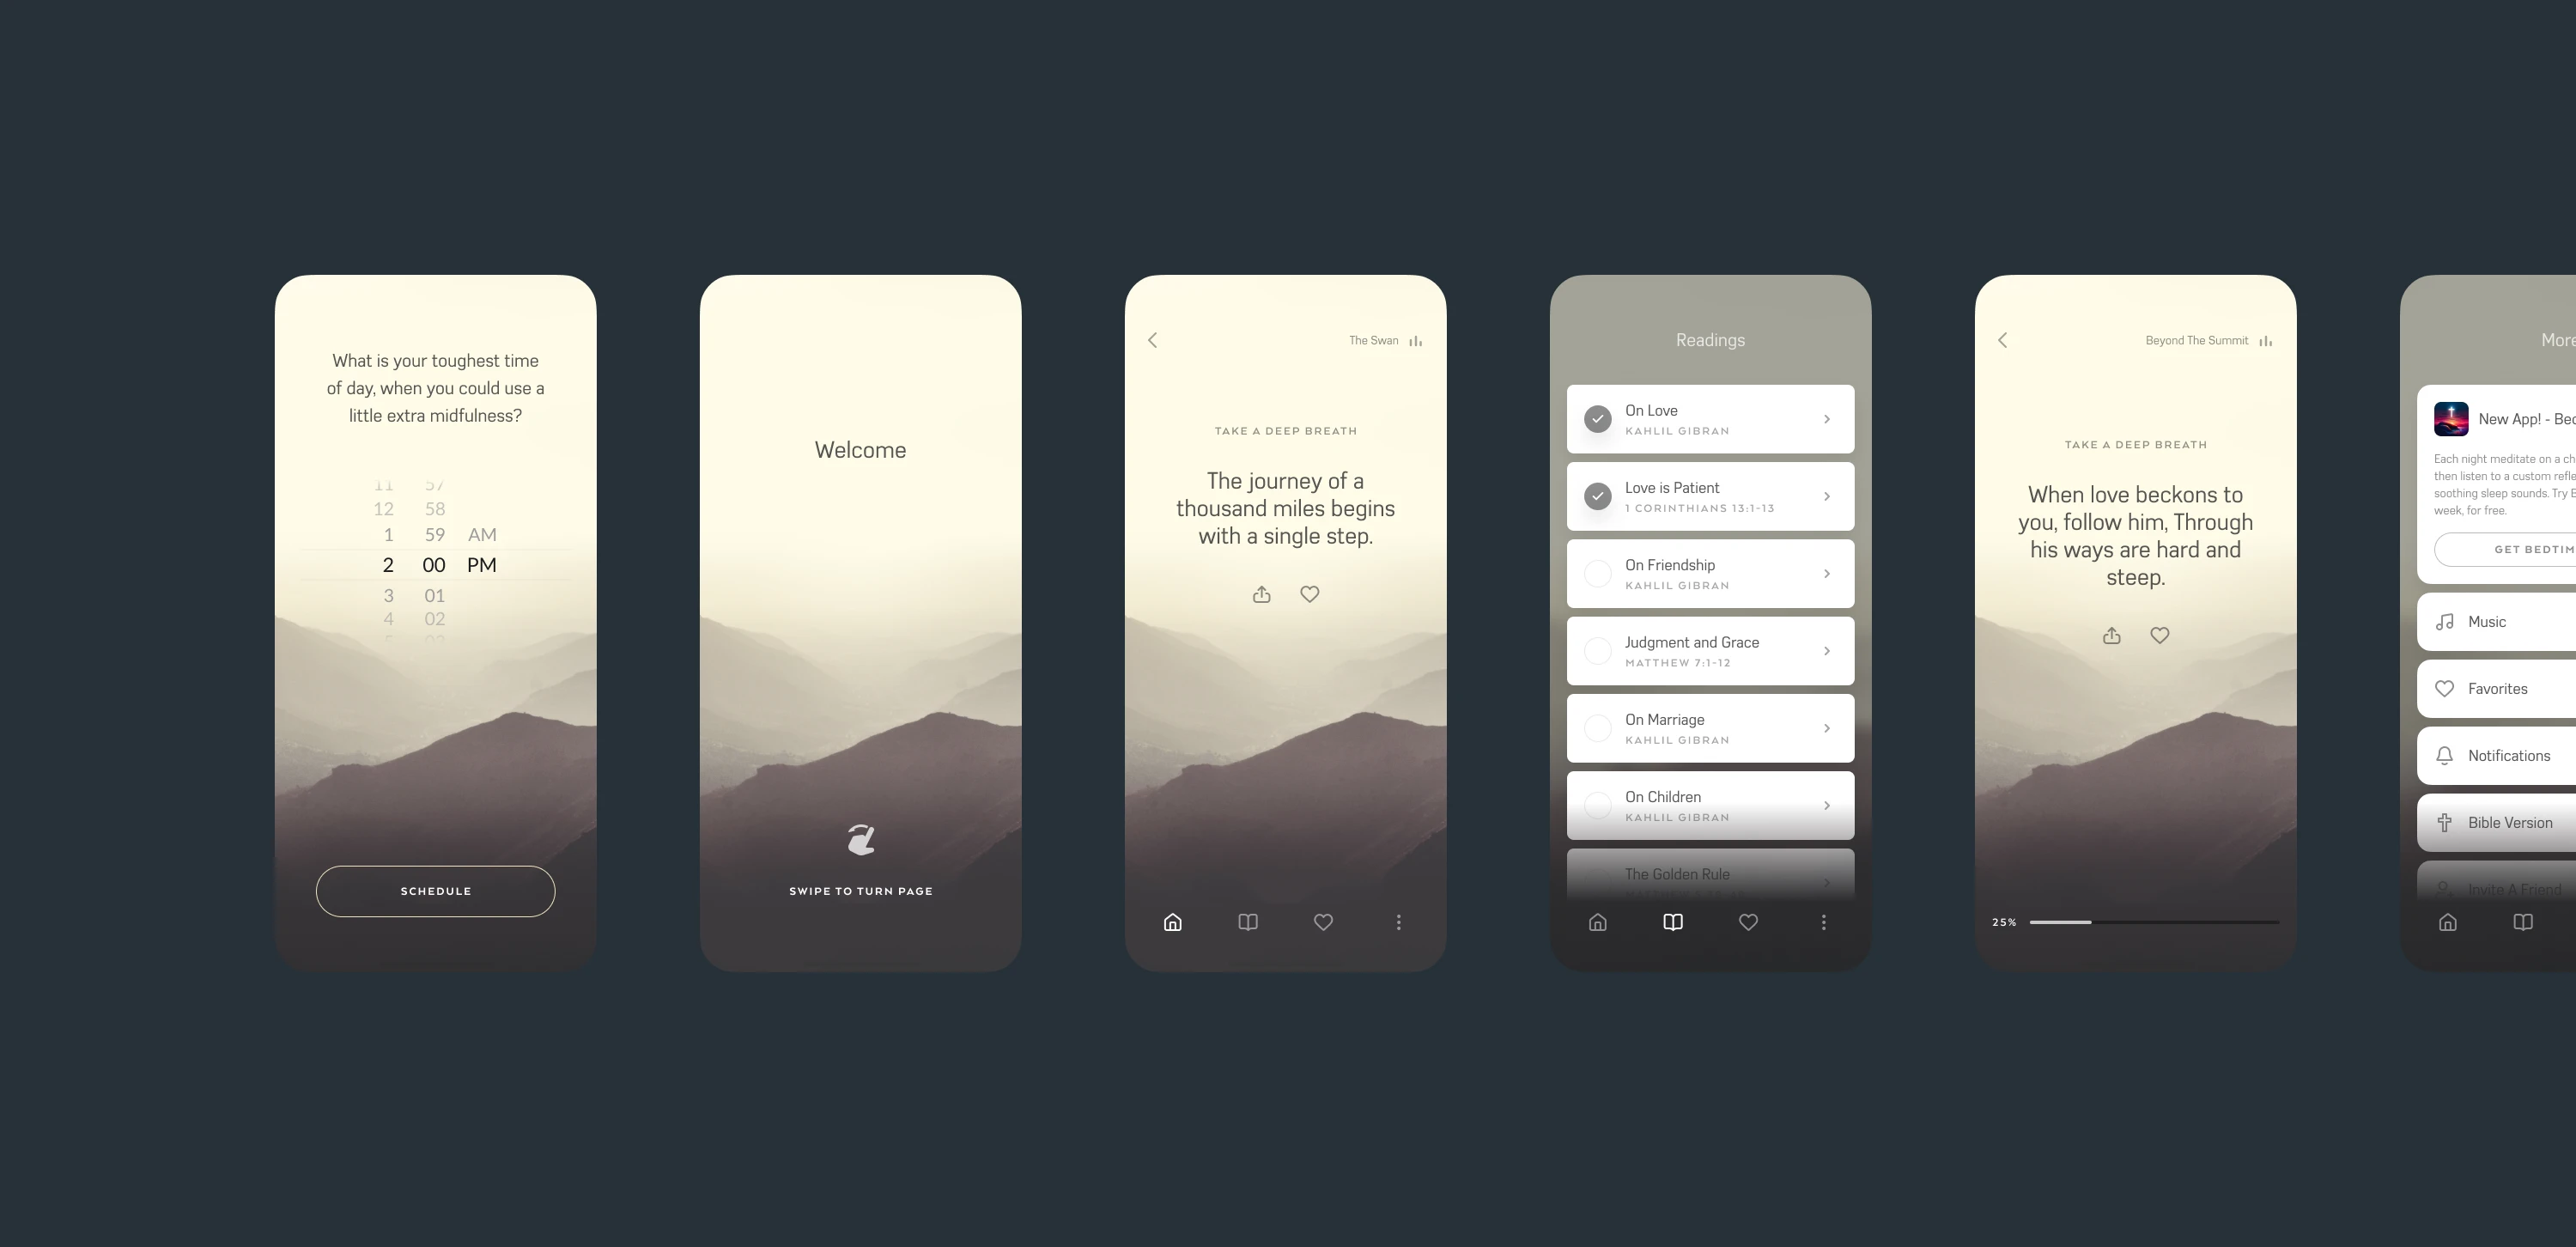 What is your toughest time
of day, when you could use a
little extra midfulness?
11 57
12 58
1 59 AM
2 00 PM
3 01
4 02
5 03
SCHEDULE
Welcome
SWIPE TO TURN PAGE
The Swan
TAKE A DEEP BREATH
The journey of a
thousand miles begins
with a single step.
Readings
On Love
KAHLIL GIBRAN
Love is Patient
1 CORINTHIANS 13:1-13
On Friendship
KAHLIL GIBRAN
Judgment and Grace
MATTHEW 7:1-12
On Marriage
KAHLIL GIBRAN
On Children
KAHLIL GIBRAN
The Golden Rule
Beyond The Summit
TAKE A DEEP BREATH
When love beckons to
you, follow him, Through
his ways are hard and
steep.
25%
More
New App! - Bed
Each night meditate on a ch
then listen to a custom refle
soothing sleep sounds. Try B
week, for free.
GET BEDTIM
Music
Favorites
Notifications
Bible Version
Invite A Friend